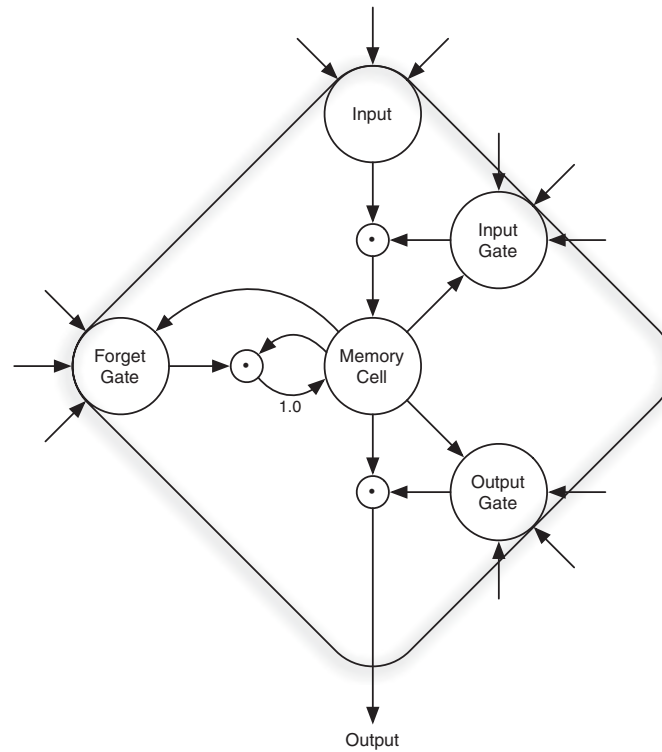 Input
Input
Gate
Forget
Gate
Memory
Cell
1.0
Output
Gate
Output